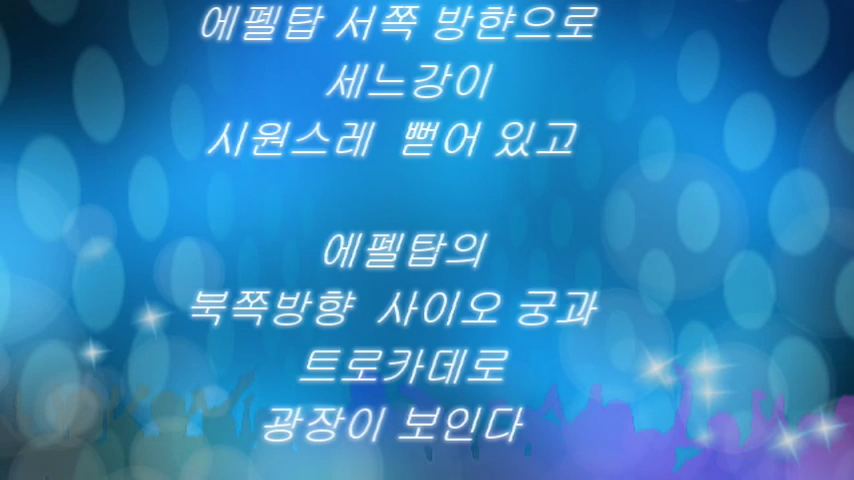 에펠탑 서쪽 방햔으로
세느강이
시원스레 뻗어 있고
에펠탑의
북쪽방향 사이오 궁과
트로카데로
광장이 보인다